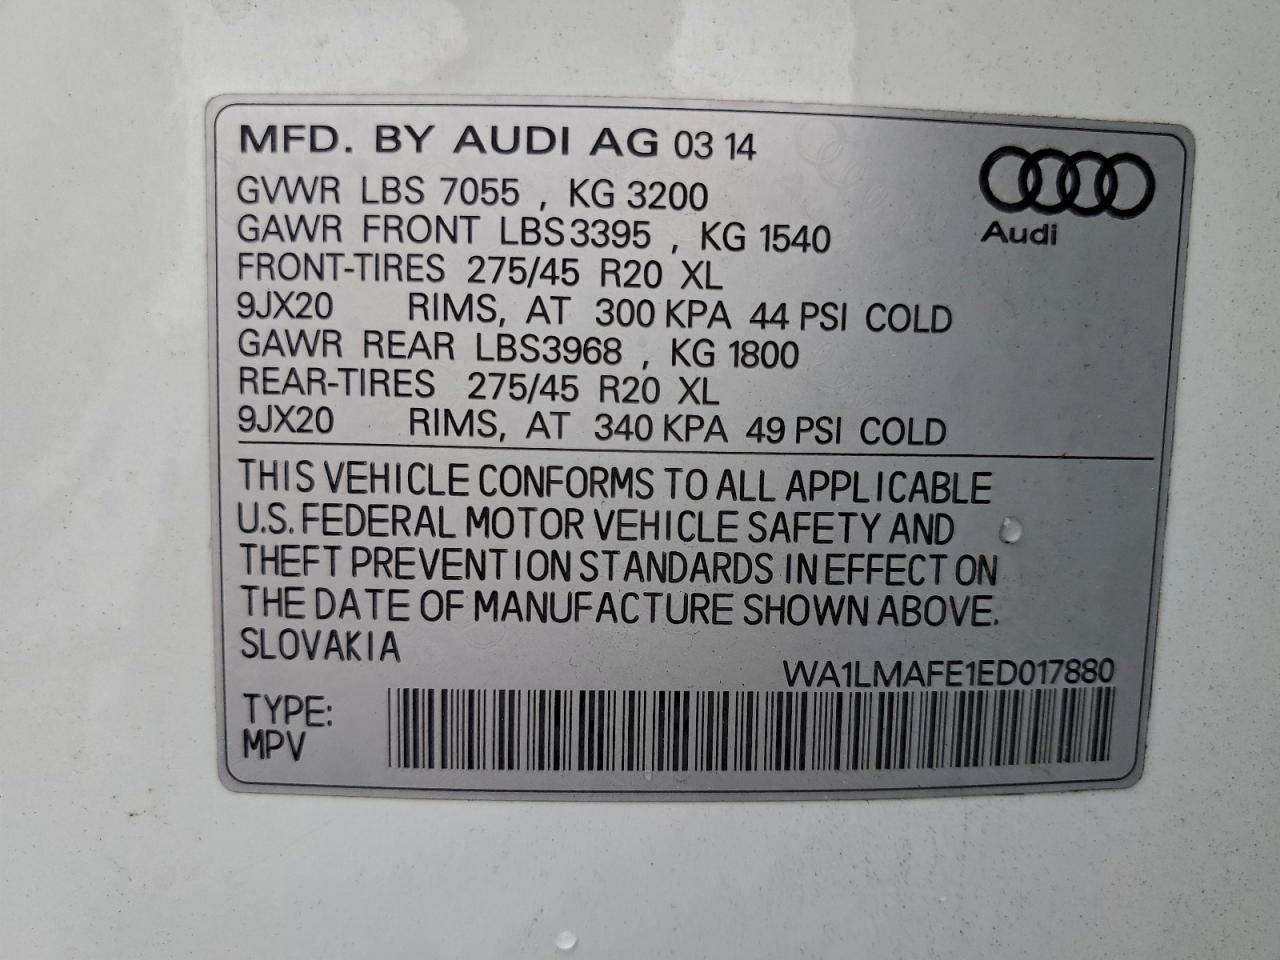 MFD. BY AUDI AG 03 14
GVWR LBS 7055 , KG 3200
GAWR FRONT LBS3395 , KG 1540
FRONT-TIRES 275/45 R20 XL
9JX20 RIMS, AT 300 KPA 44 PSI COLD
GAWR REAR LBS3968 , KG 1800
REAR-TIRES 275/45 R20 XL
9JX20 RIMS, AT 340 KPA 49 PSI COLD
Audi
THIS VEHICLE CONFORMS TO ALL APPLICABLE
U.S. FEDERAL MOTOR VEHICLE SAFETY AND
THEFT PREVENTION STANDARDS IN EFFECT ON
THE DATE OF MANUFACTURE SHOWN ABOVE.
SLOVAKIA
WA1LMAFE1ED017880
TYPE:
MPV